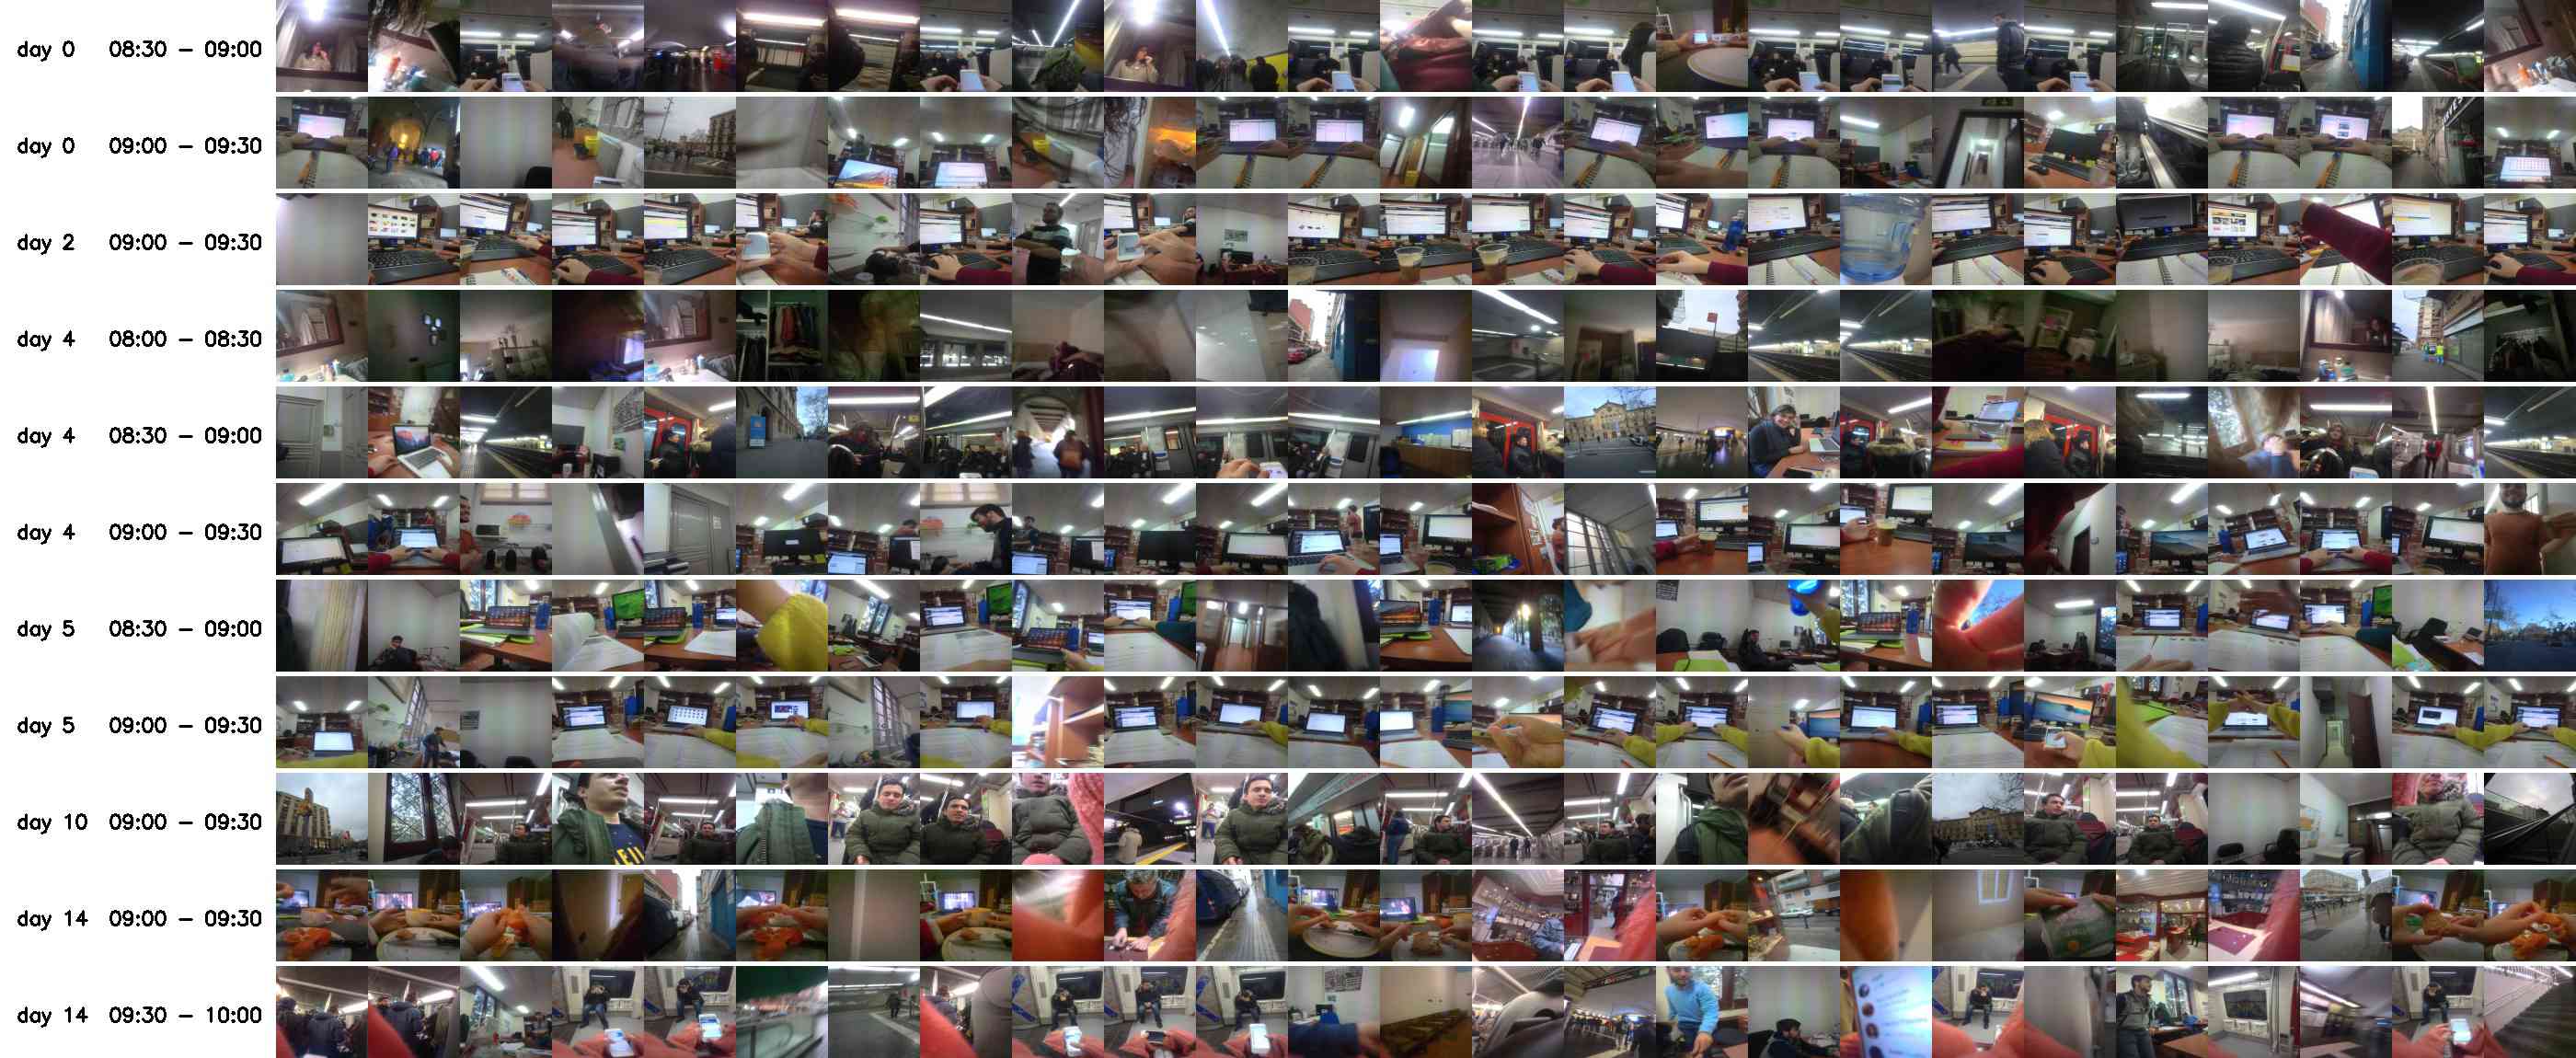 day 0 08:30 - 09:00
day 0 09:00 - 09:30
day 2 09:00 - 09:30
day 4 08:00 - 08:30
day 4 08:30 - 09:00
day 4 09:00 - 09:30
day 5 08:30 - 09:00
day 5 09:00 - 09:30
day 10 09:00 - 09:30
day 14 09:00 - 09:30
day 14 09:30 - 10:00